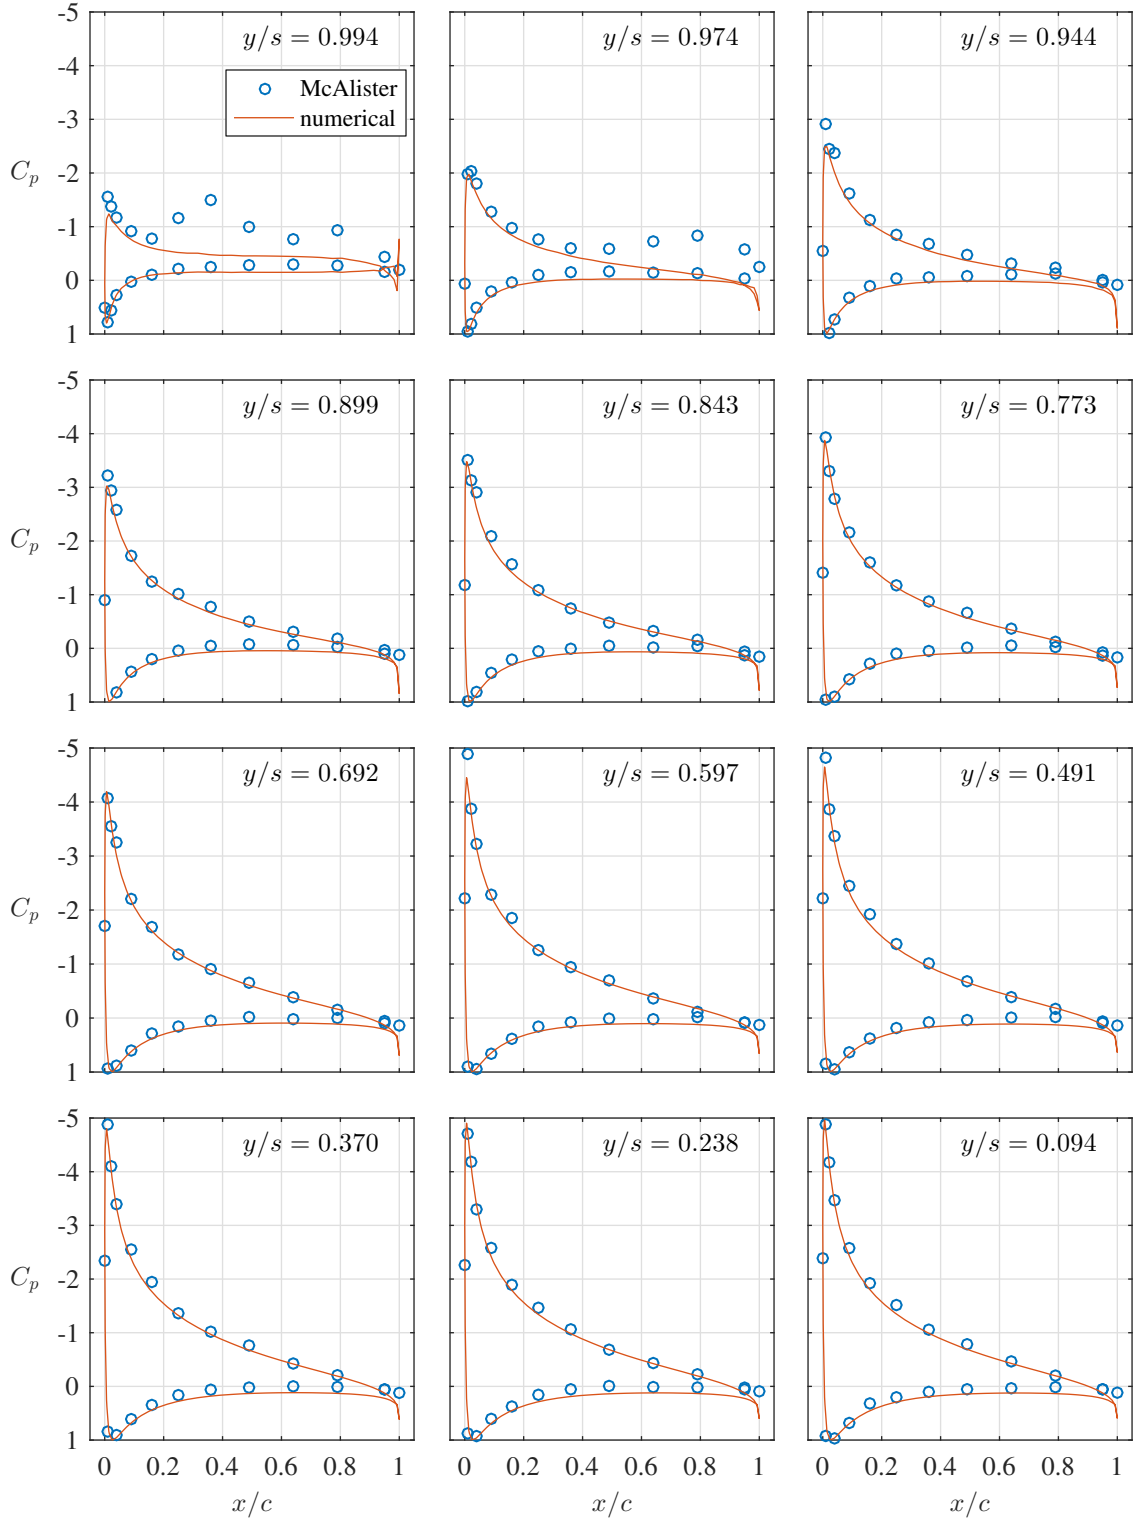 y/s = 0.994
y/s = 0.974
y/s = 0.944
McAlister
numerical
-5
-4
-3
-2
-1
0
1
C_p
y/s = 0.899
y/s = 0.843
y/s = 0.773
-5
-4
-3
-2
-1
0
1
C_p
y/s = 0.692
y/s = 0.597
y/s = 0.491
-5
-4
-3
-2
-1
0
1
C_p
y/s = 0.370
y/s = 0.238
y/s = 0.094
-5
-4
-3
-2
-1
0
1
C_p
0 0.2 0.4 0.6 0.8 1
0 0.2 0.4 0.6 0.8 1
0 0.2 0.4 0.6 0.8 1
x/c
x/c
x/c